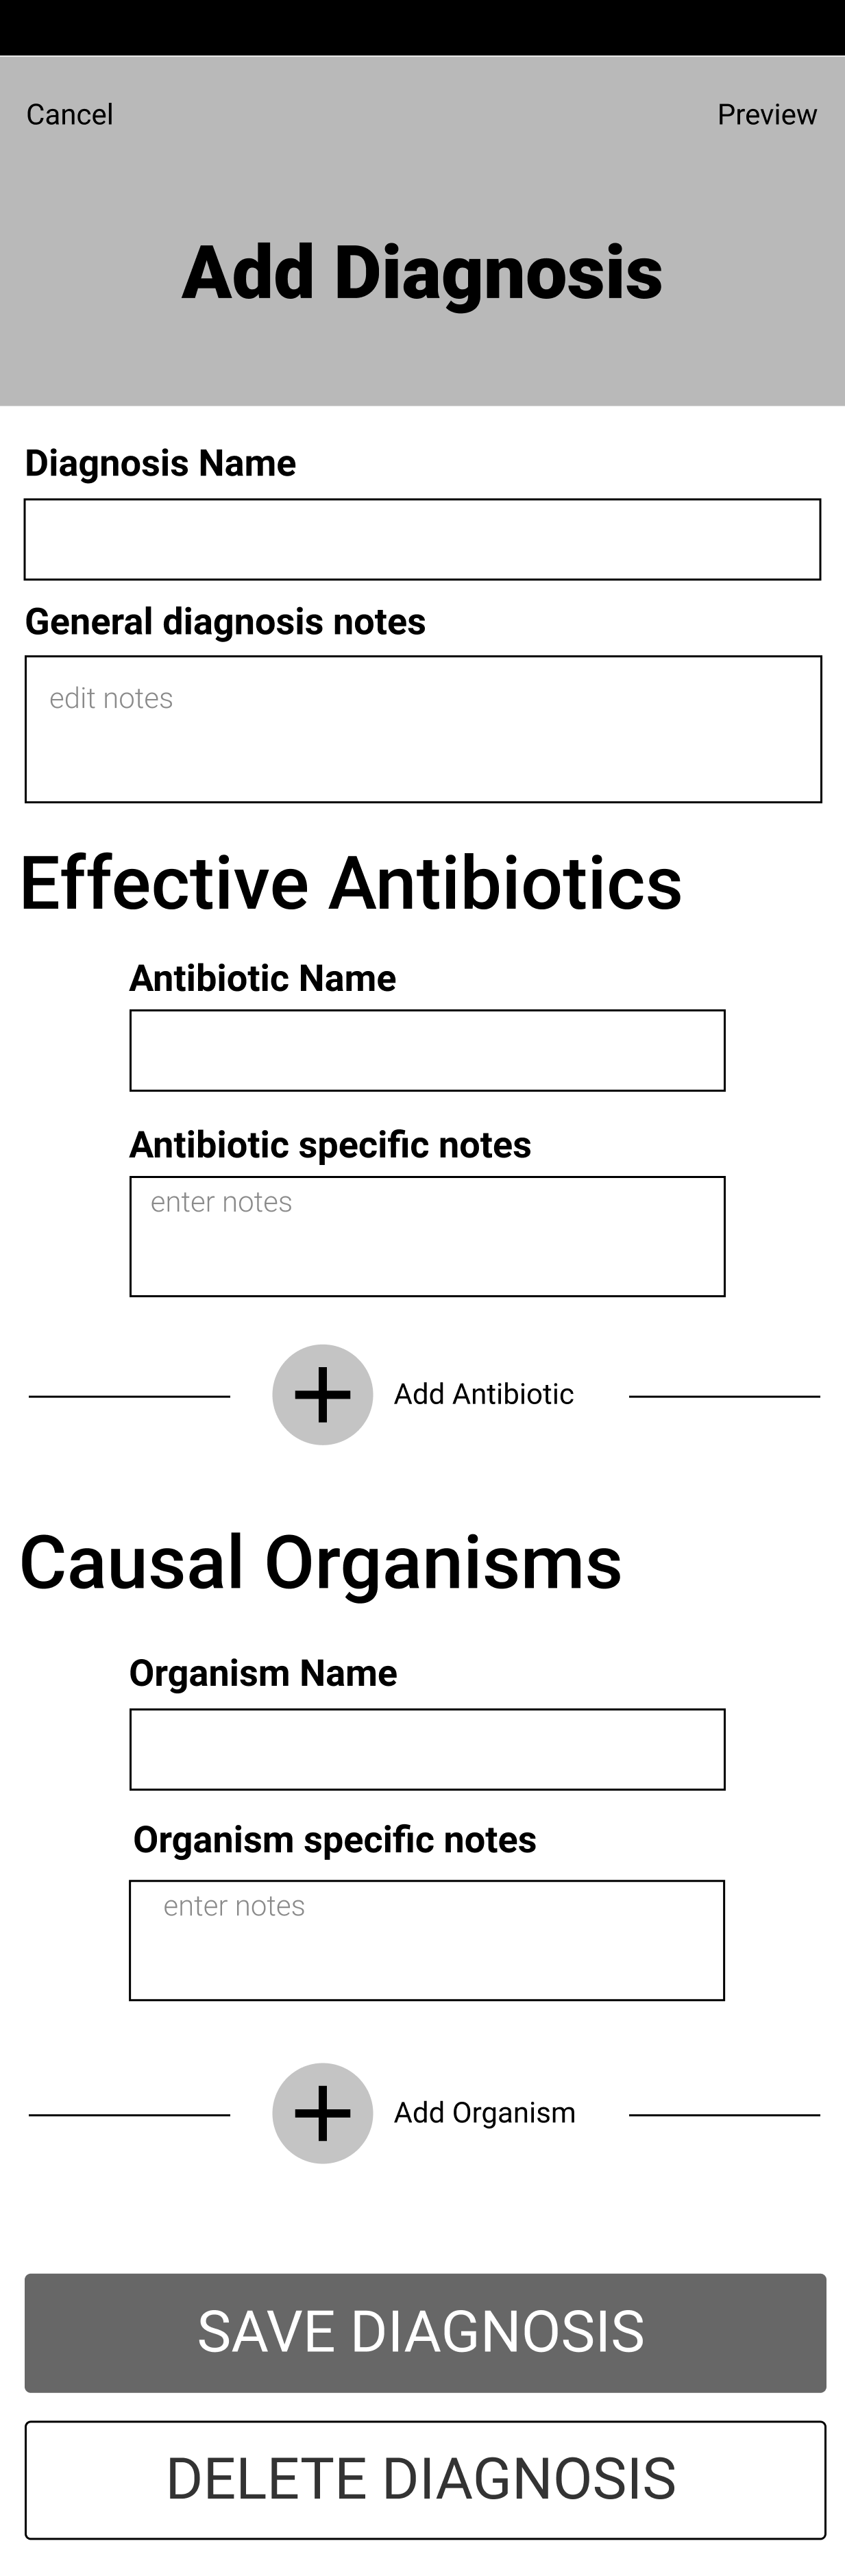 Cancel
Preview
Add Diagnosis
Diagnosis Name
General diagnosis notes
edit notes
Effective Antibiotics
Antibiotic Name
Antibiotic specific notes
enter notes
Add Antibiotic
Causal Organisms
Organism Name
Organism specific notes
enter notes
Add Organism
SAVE DIAGNOSIS
DELETE DIAGNOSIS